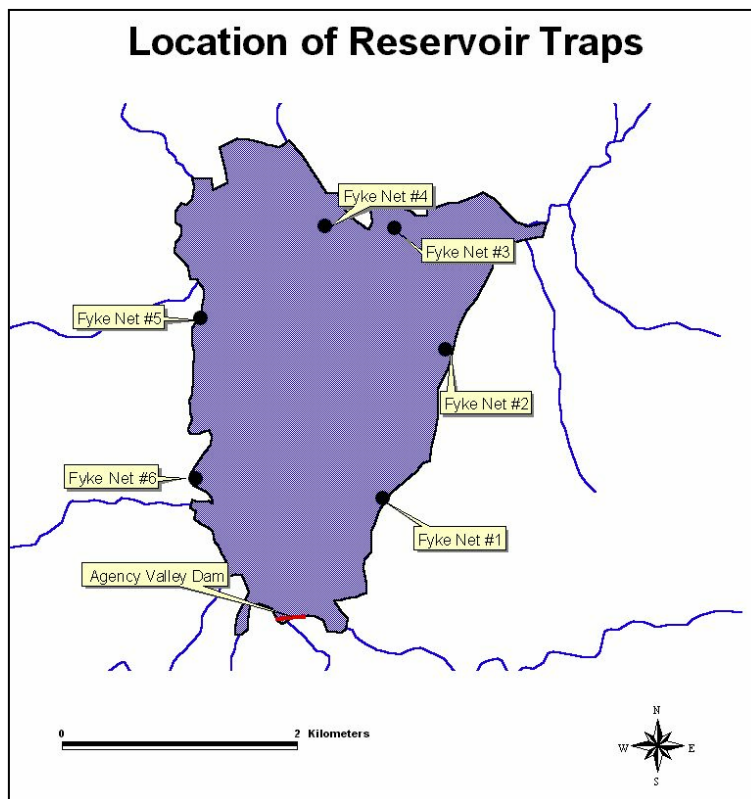 Location of Reservoir Traps
Fyke Net #4
Fyke Net #3
Fyke Net #5
Fyke Net #2
Fyke Net #6
Fyke Net #1
Agency Valley Dam
0 2 Kilometers
N
W E
S